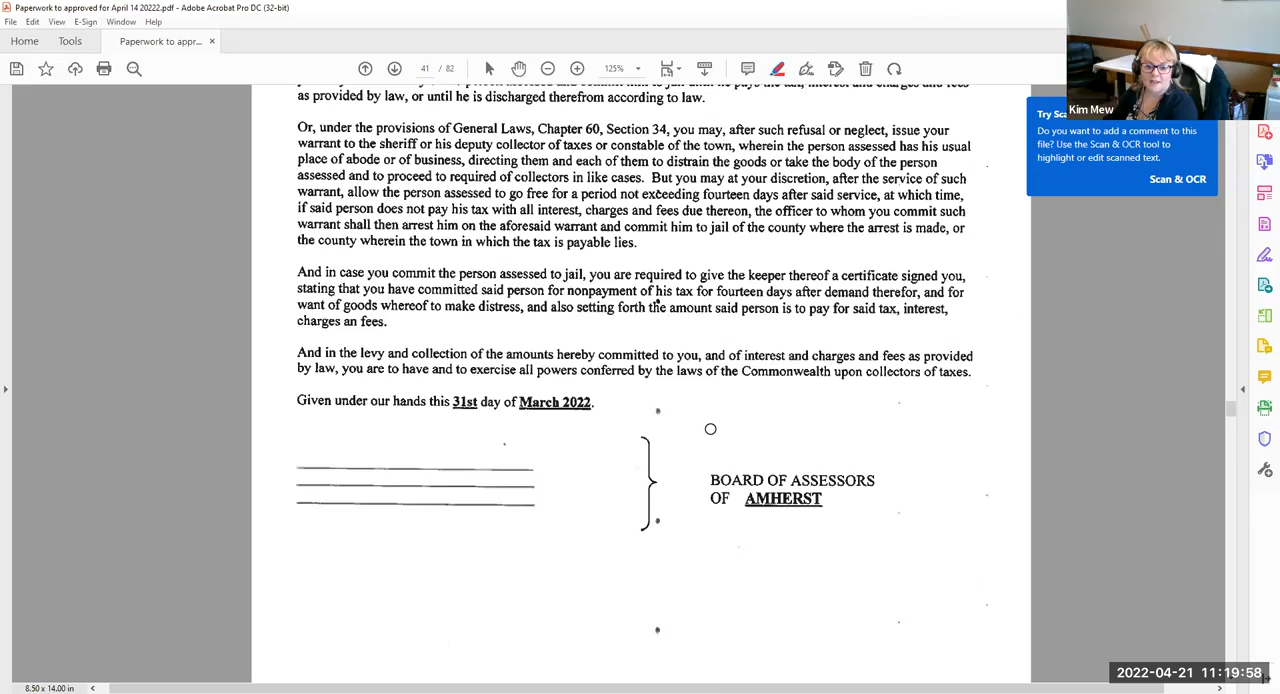 Paperwork to approved for April 14 20222.pdf - Adobe Acrobat Pro DC (32-bit)
File Edit View E-Sign Window Help
Home Tools Paperwork to appr... ×
41 / 82 125%
Kim Mew
Try Sca
Do you want to add a comment to this
file? Use the Scan & OCR tool to
highlight or edit scanned text.
Scan & OCR
as provided by law, or until he is discharged therefrom according to law.
Or, under the provisions of General Laws, Chapter 60, Section 34, you may, after such refusal or neglect, issue your
warrant to the sheriff or his deputy collector of taxes or constable of the town, wherein the person assessed has his usual
place of abode or of business, directing them and each of them to distrain the goods or take the body of the person
assessed and to proceed to required of collectors in like cases. But you may at your discretion, after the service of such
warrant, allow the person assessed to go free for a period not exceeding fourteen days after said service, at which time,
if said person does not pay his tax with all interest, charges and fees due thereon, the officer to whom you commit such
warrant shall then arrest him on the aforesaid warrant and commit him to jail of the county where the arrest is made, or
the county wherein the town in which the tax is payable lies.
And in case you commit the person assessed to jail, you are required to give the keeper thereof a certificate signed you,
stating that you have committed said person for nonpayment of his tax for fourteen days after demand therefor, and for
want of goods whereof to make distress, and also setting forth the amount said person is to pay for said tax, interest,
charges an fees.
And in the levy and collection of the amounts hereby committed to you, and of interest and charges and fees as provided
by law, you are to have and to exercise all powers conferred by the laws of the Commonwealth upon collectors of taxes.
Given under our hands this 31st day of March 2022.
BOARD OF ASSESSORS
OF AMHERST
8.50 x 14.00 in
2022-04-21 11:19:58